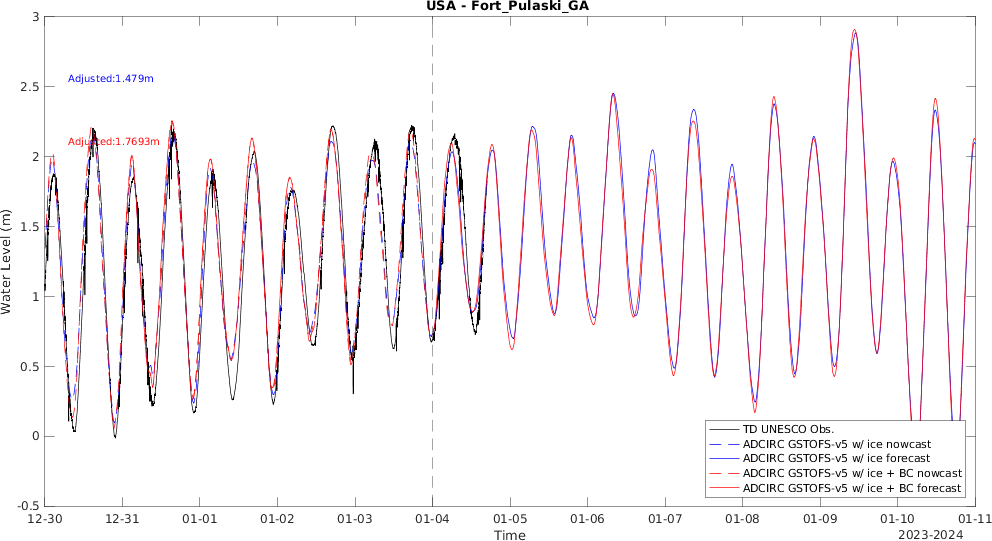 USA - Fort_Pulaski_GA
3
2.5
2
1.5
1
0.5
0
-0.5
Water Level (m)
Adjusted:1.479m
Adjusted:1.7693m
TD UNESCO Obs.
ADCIRC GSTOFS-v5 w/ ice nowcast
ADCIRC GSTOFS-v5 w/ ice forecast
ADCIRC GSTOFS-v5 w/ ice + BC nowcast
ADCIRC GSTOFS-v5 w/ ice + BC forecast
12-30 12-31 01-01 01-02 01-03 01-04 01-05 01-06 01-07 01-08 01-09 01-10 01-11
Time
2023-2024